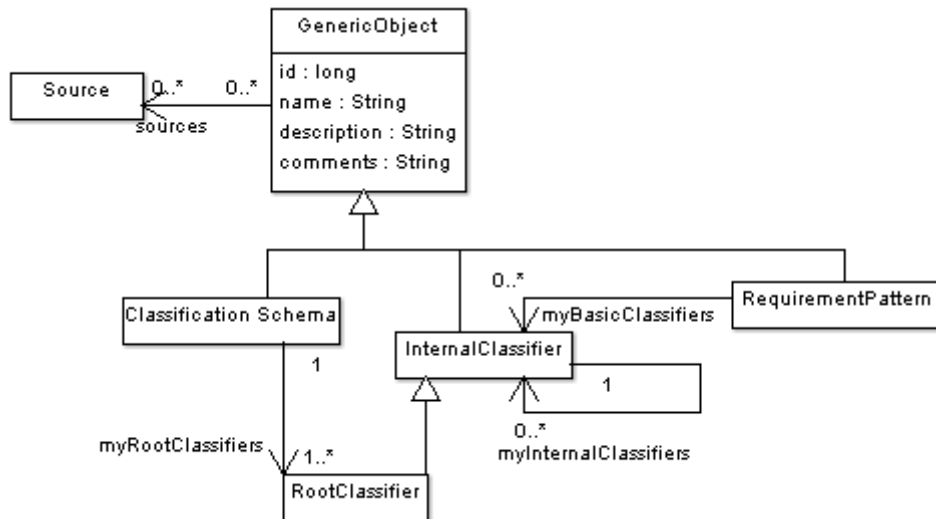 GenericObject
id : long
name : String
description : String
comments : String
Source
0..*
0..*
sources
Classification Schema
0..*
RequirementPattern
myBasicClassifiers
InternalClassifier
1
1
0..*
myInternalClassifiers
myRootClassifiers
1..*
RootClassifier